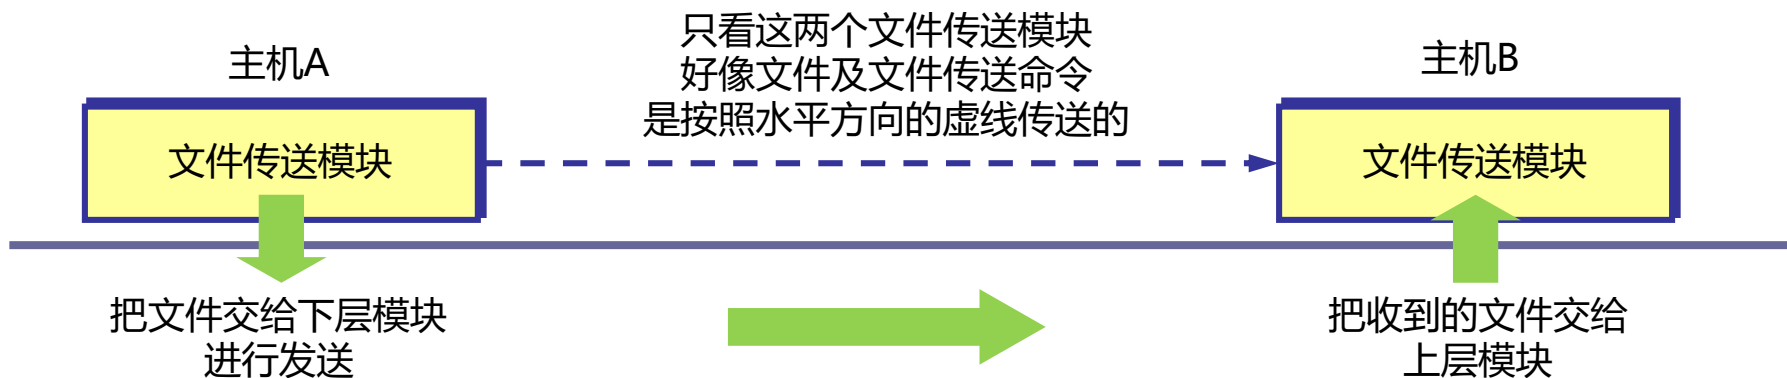 主机A
只看这两个文件传送模块
好像文件及文件传送命令
是按照水平方向的虚线传送的
主机B
文件传送模块
文件传送模块
把文件交给下层模块
进行发送
把收到的文件交给
上层模块